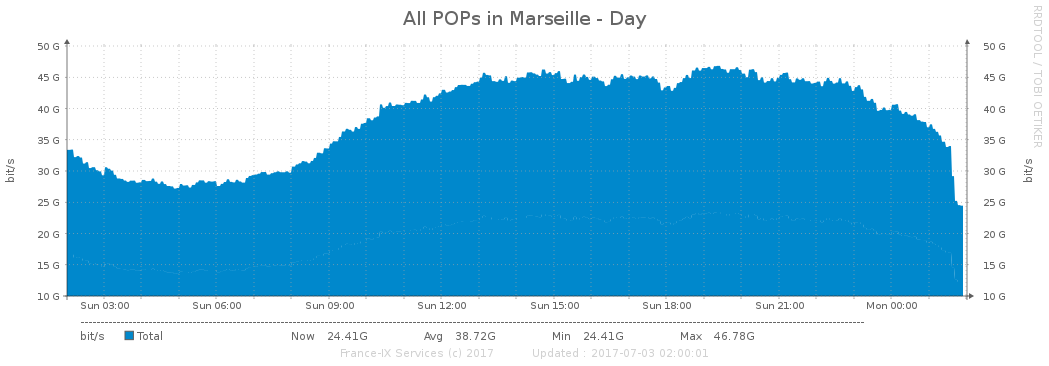 All POPs in Marseille - Day
RRDTOOL / TOBI OETIKER
50 G 50 G
45 G 45 G
40 G 40 G
35 G 35 G
30 G 30 G
25 G 25 G
20 G 20 G
15 G 15 G
10 G 10 G
bit/s
bit/s
Sun 03:00 Sun 06:00 Sun 09:00 Sun 12:00 Sun 15:00 Sun 18:00 Sun 21:00 Mon 00:00
bit/s Total Now 24.41G Avg 38.72G Min 24.41G Max 46.78G
France-IX Services (c) 2017 Updated : 2017-07-03 02:00:01